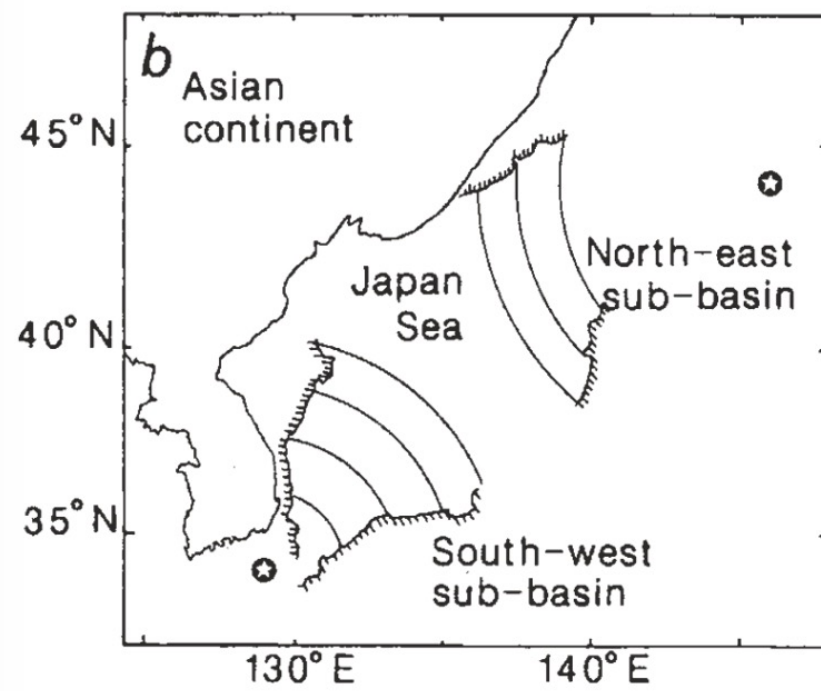 b
Asian
continent
45°N
North-east
sub-basin
Japan
Sea
40°N
35°N
South-west
sub-basin
130°E
140°E